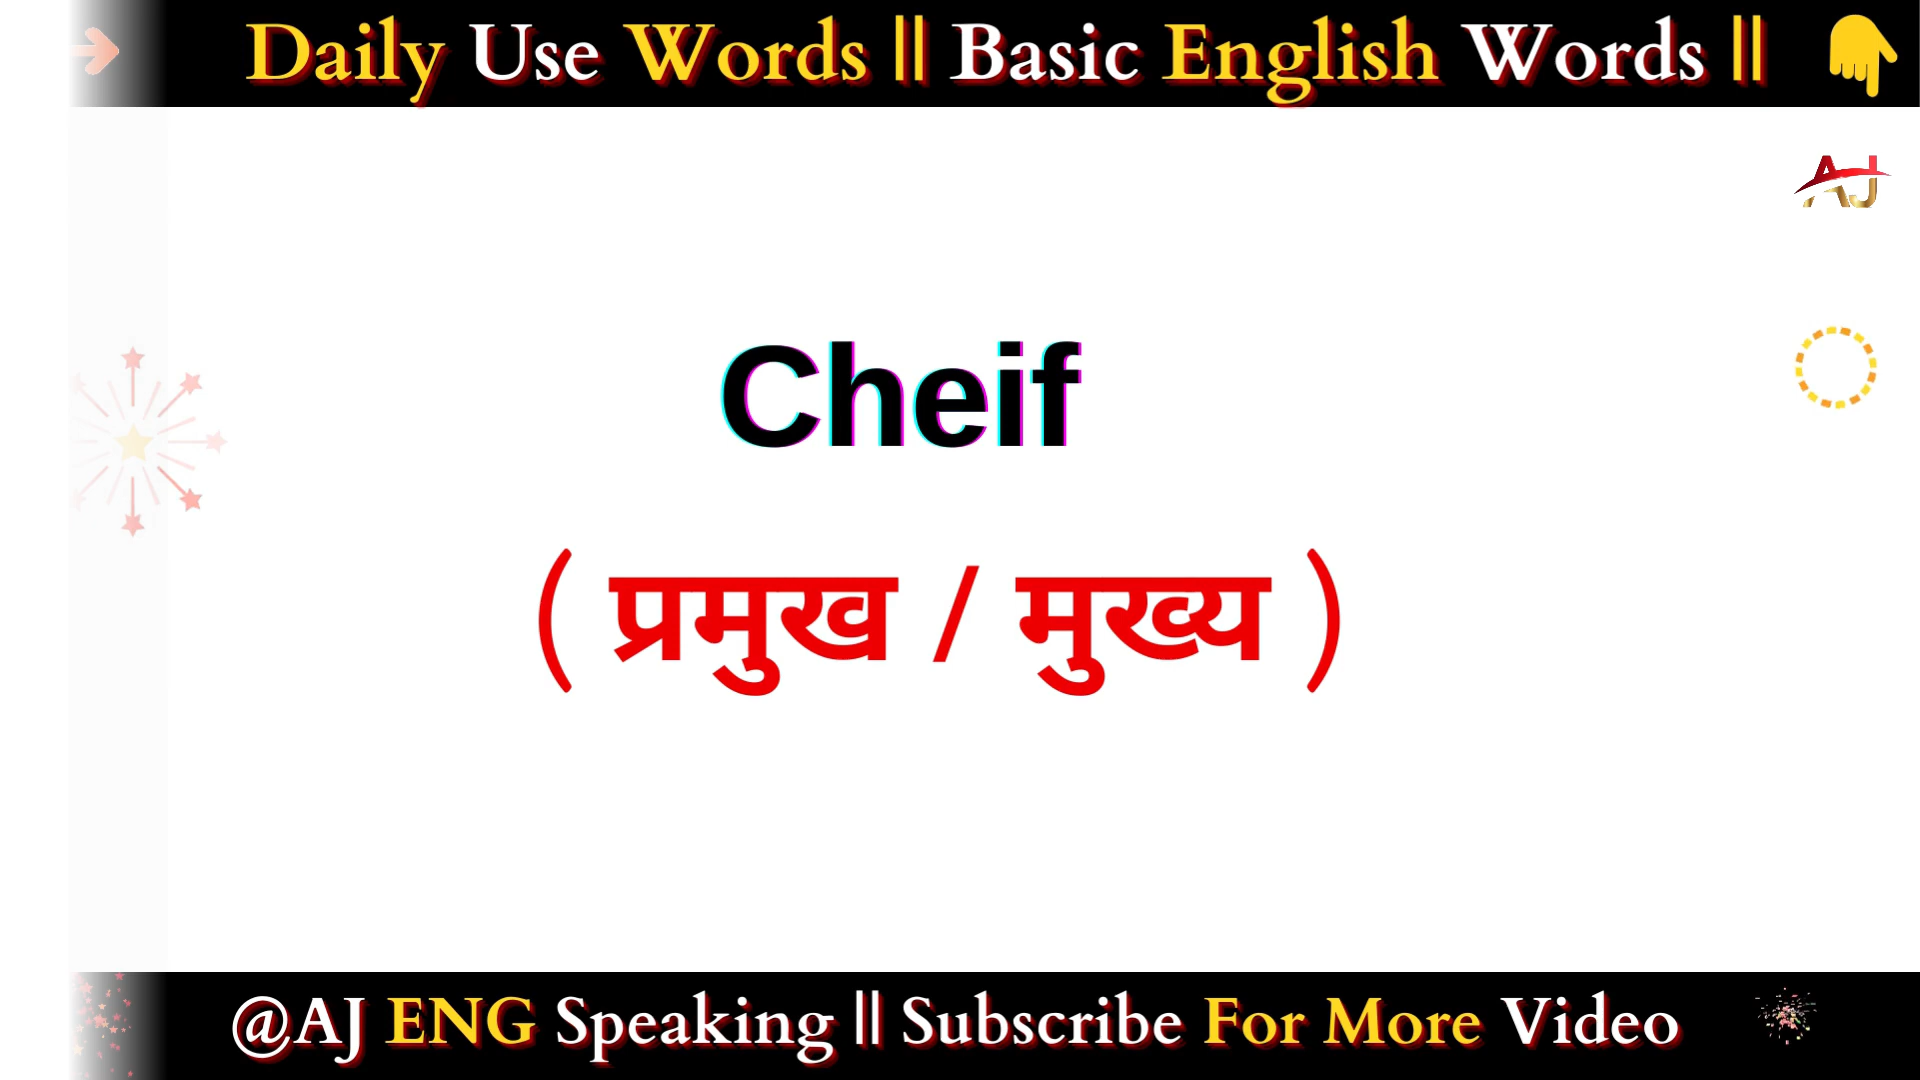 Daily Use Words || Basic English Words ||
AJ
Cheif
( प्रमुख / मुख्य )
@AJ ENG Speaking || Subscribe For More Video